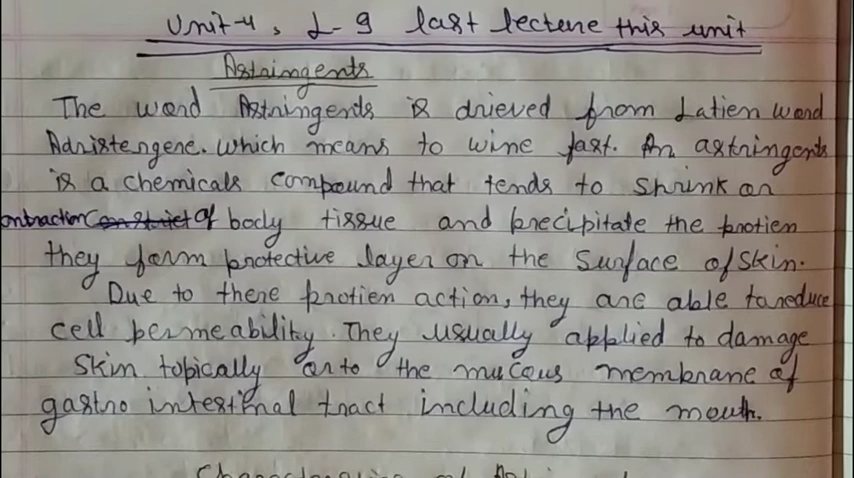 Unit-4, L-9 last lecture this unit
Astringents
The word Astringents is drieved from Latien word
Adristengene. which means to wine fast. An astringents
is a chemicals compound that tends to shrink or
ontraction of body tissue and precipitate the protien
they form protective layer on the surface of skin.
Due to there protien action, they are able to reduce
cell permeability. They usually applied to damage
skin topically or to the mucous membrane of
gastro intestinal tract including the mouth.